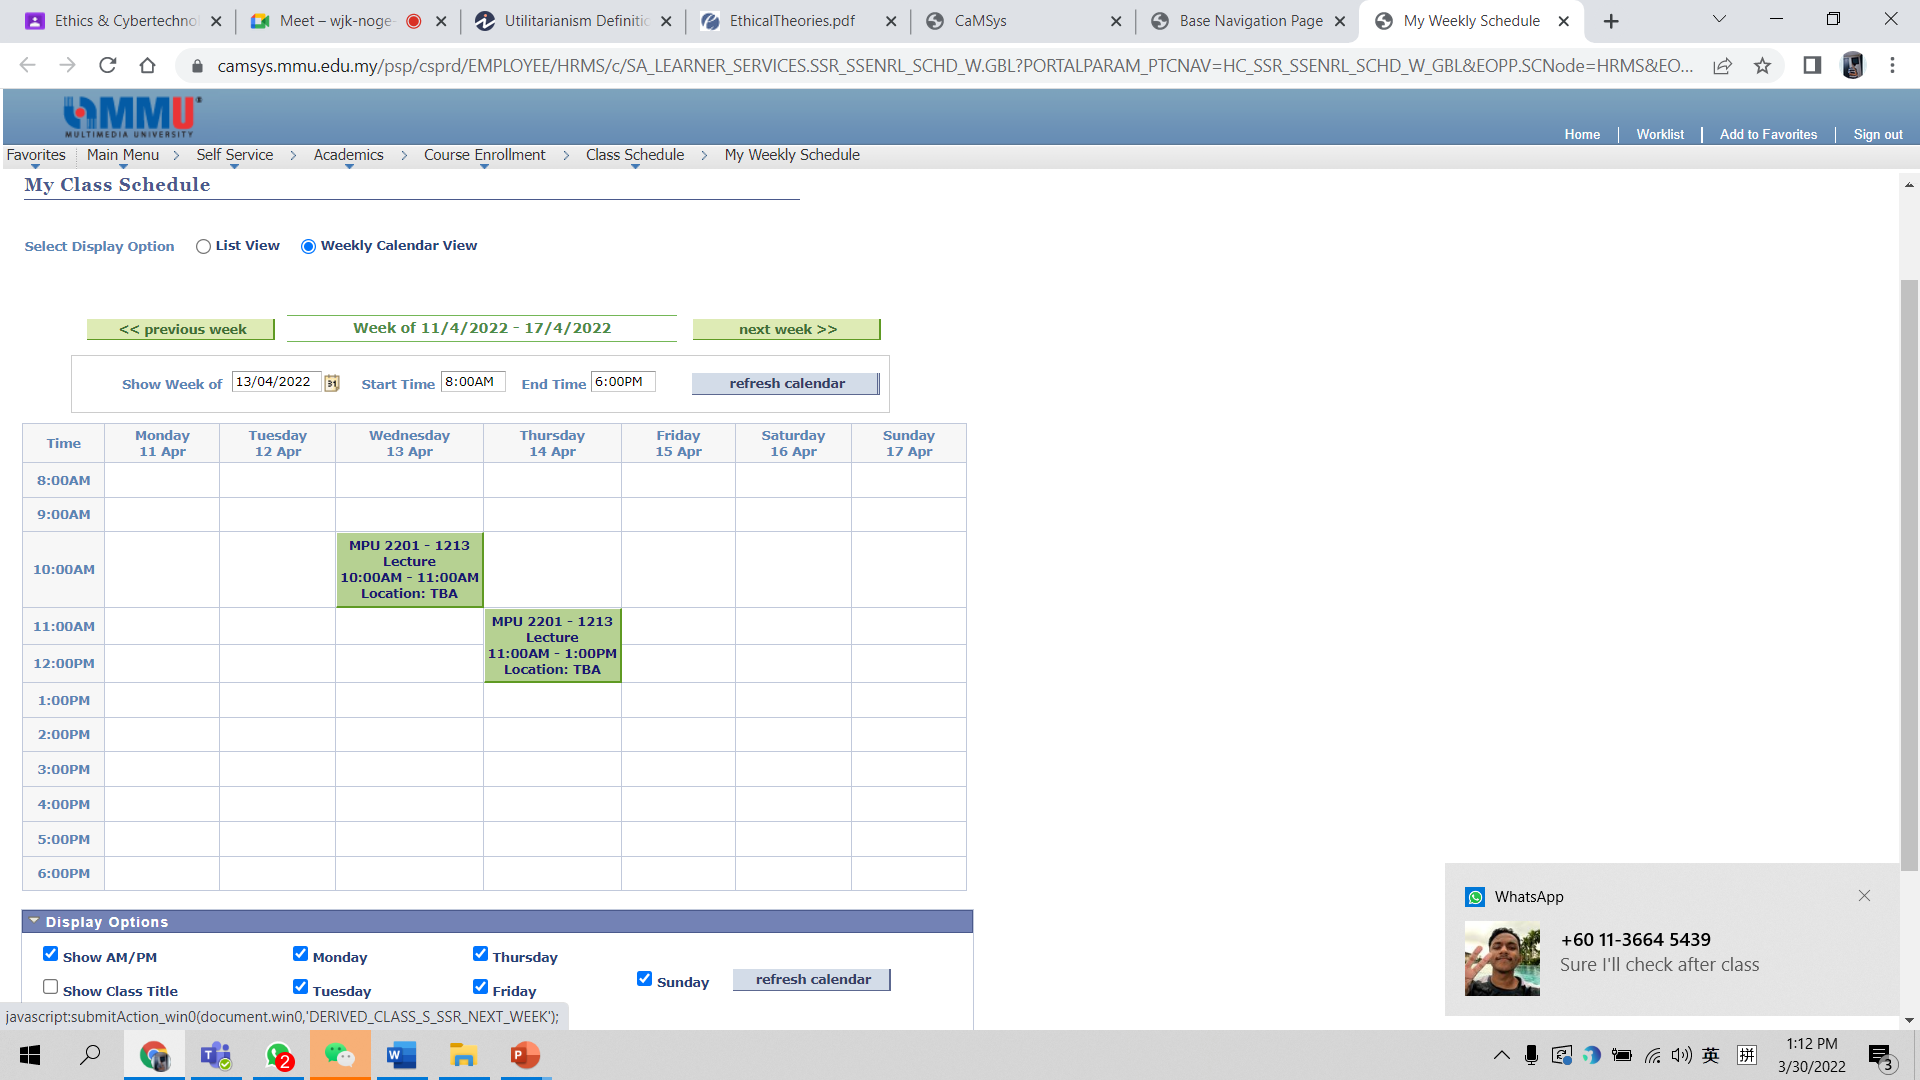 Ethics & Cybertechnol
Meet – wjk-noge-
Utilitarianism Definitio
EthicalTheories.pdf
CaMSys
Base Navigation Page
My Weekly Schedule
camsys.mmu.edu.my/psp/csprd/EMPLOYEE/HRMS/c/SA_LEARNER_SERVICES.SSR_SSENRL_SCHD_W.GBL?PORTALPARAM_PTCNAV=HC_SSR_SSENRL_SCHD_W_GBL&EOPP.SCNode=HRMS&EO...
MMU
MULTIMEDIA UNIVERSITY
Home
Worklist
Add to Favorites
Sign out
Favorites
Main Menu
Self Service
Academics
Course Enrollment
Class Schedule
My Weekly Schedule
My Class Schedule
Select Display Option
List View
Weekly Calendar View
<< previous week
Week of 11/4/2022 - 17/4/2022
next week >>
Show Week of
13/04/2022
31
Start Time
8:00AM
End Time
6:00PM
refresh calendar
Time
Monday
11 Apr
Tuesday
12 Apr
Wednesday
13 Apr
Thursday
14 Apr
Friday
15 Apr
Saturday
16 Apr
Sunday
17 Apr
8:00AM
9:00AM
10:00AM
MPU 2201 - 1213
Lecture
10:00AM - 11:00AM
Location: TBA
11:00AM
MPU 2201 - 1213
Lecture
11:00AM - 1:00PM
Location: TBA
12:00PM
1:00PM
2:00PM
3:00PM
4:00PM
5:00PM
6:00PM
Display Options
Show AM/PM
Monday
Thursday
Sunday
refresh calendar
Show Class Title
Tuesday
Friday
javascript:submitAction_win0(document.win0,'DERIVED_CLASS_S_SSR_NEXT_WEEK');
WhatsApp
+60 11-3664 5439
Sure I'll check after class
2
英
拼
1:12 PM
3/30/2022
3